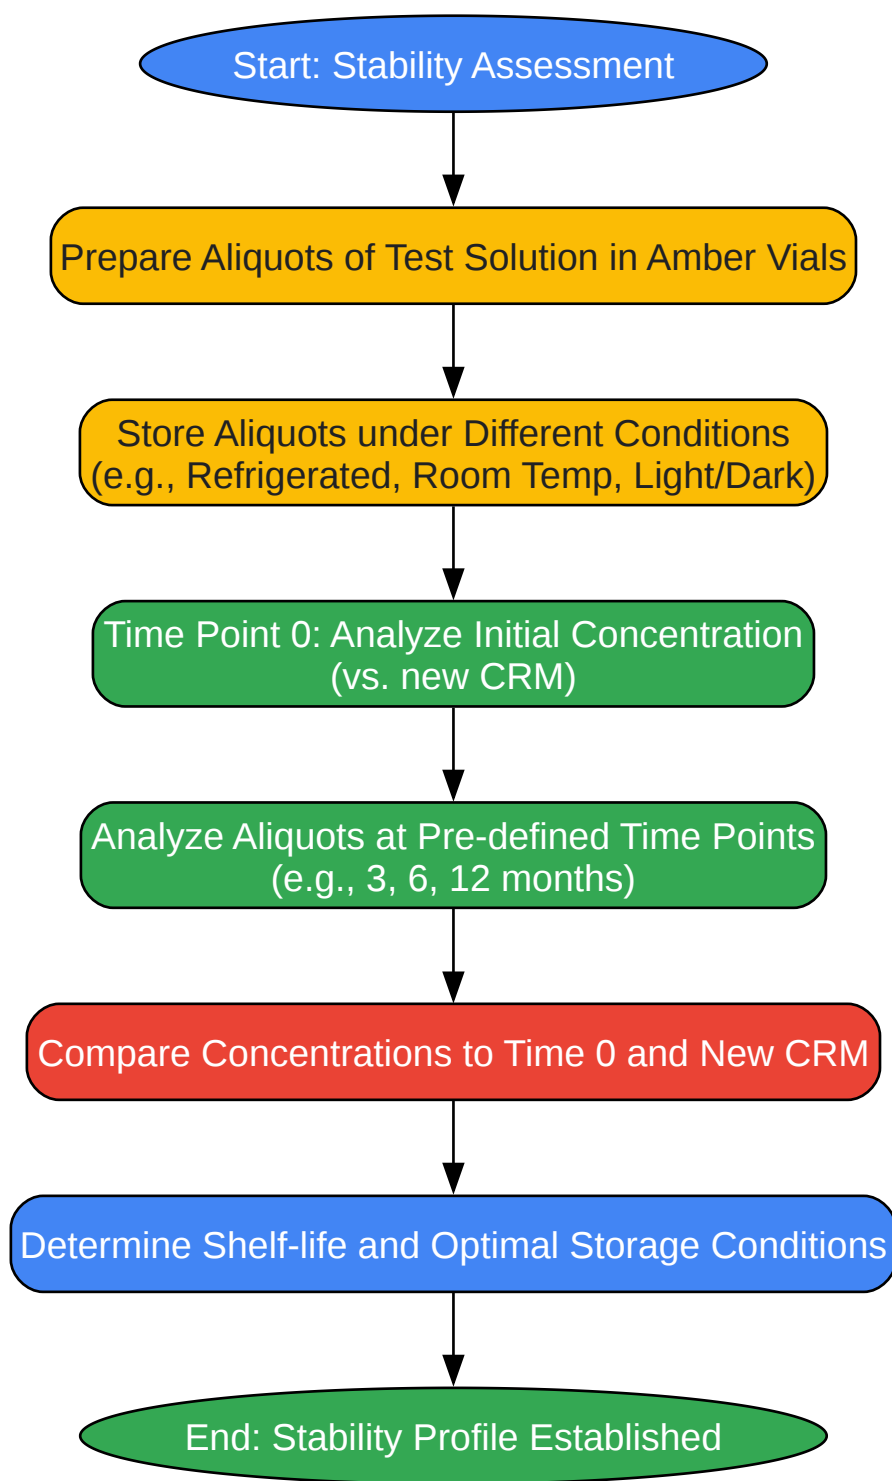 Start: Stability Assessment
Prepare Aliquots of Test Solution in Amber Vials
Store Aliquots under Different Conditions
(e.g., Refrigerated, Room Temp, Light/Dark)
Time Point 0: Analyze Initial Concentration
(vs. new CRM)
Analyze Aliquots at Pre-defined Time Points
(e.g., 3, 6, 12 months)
Compare Concentrations to Time 0 and New CRM
Determine Shelf-life and Optimal Storage Conditions
End: Stability Profile Established